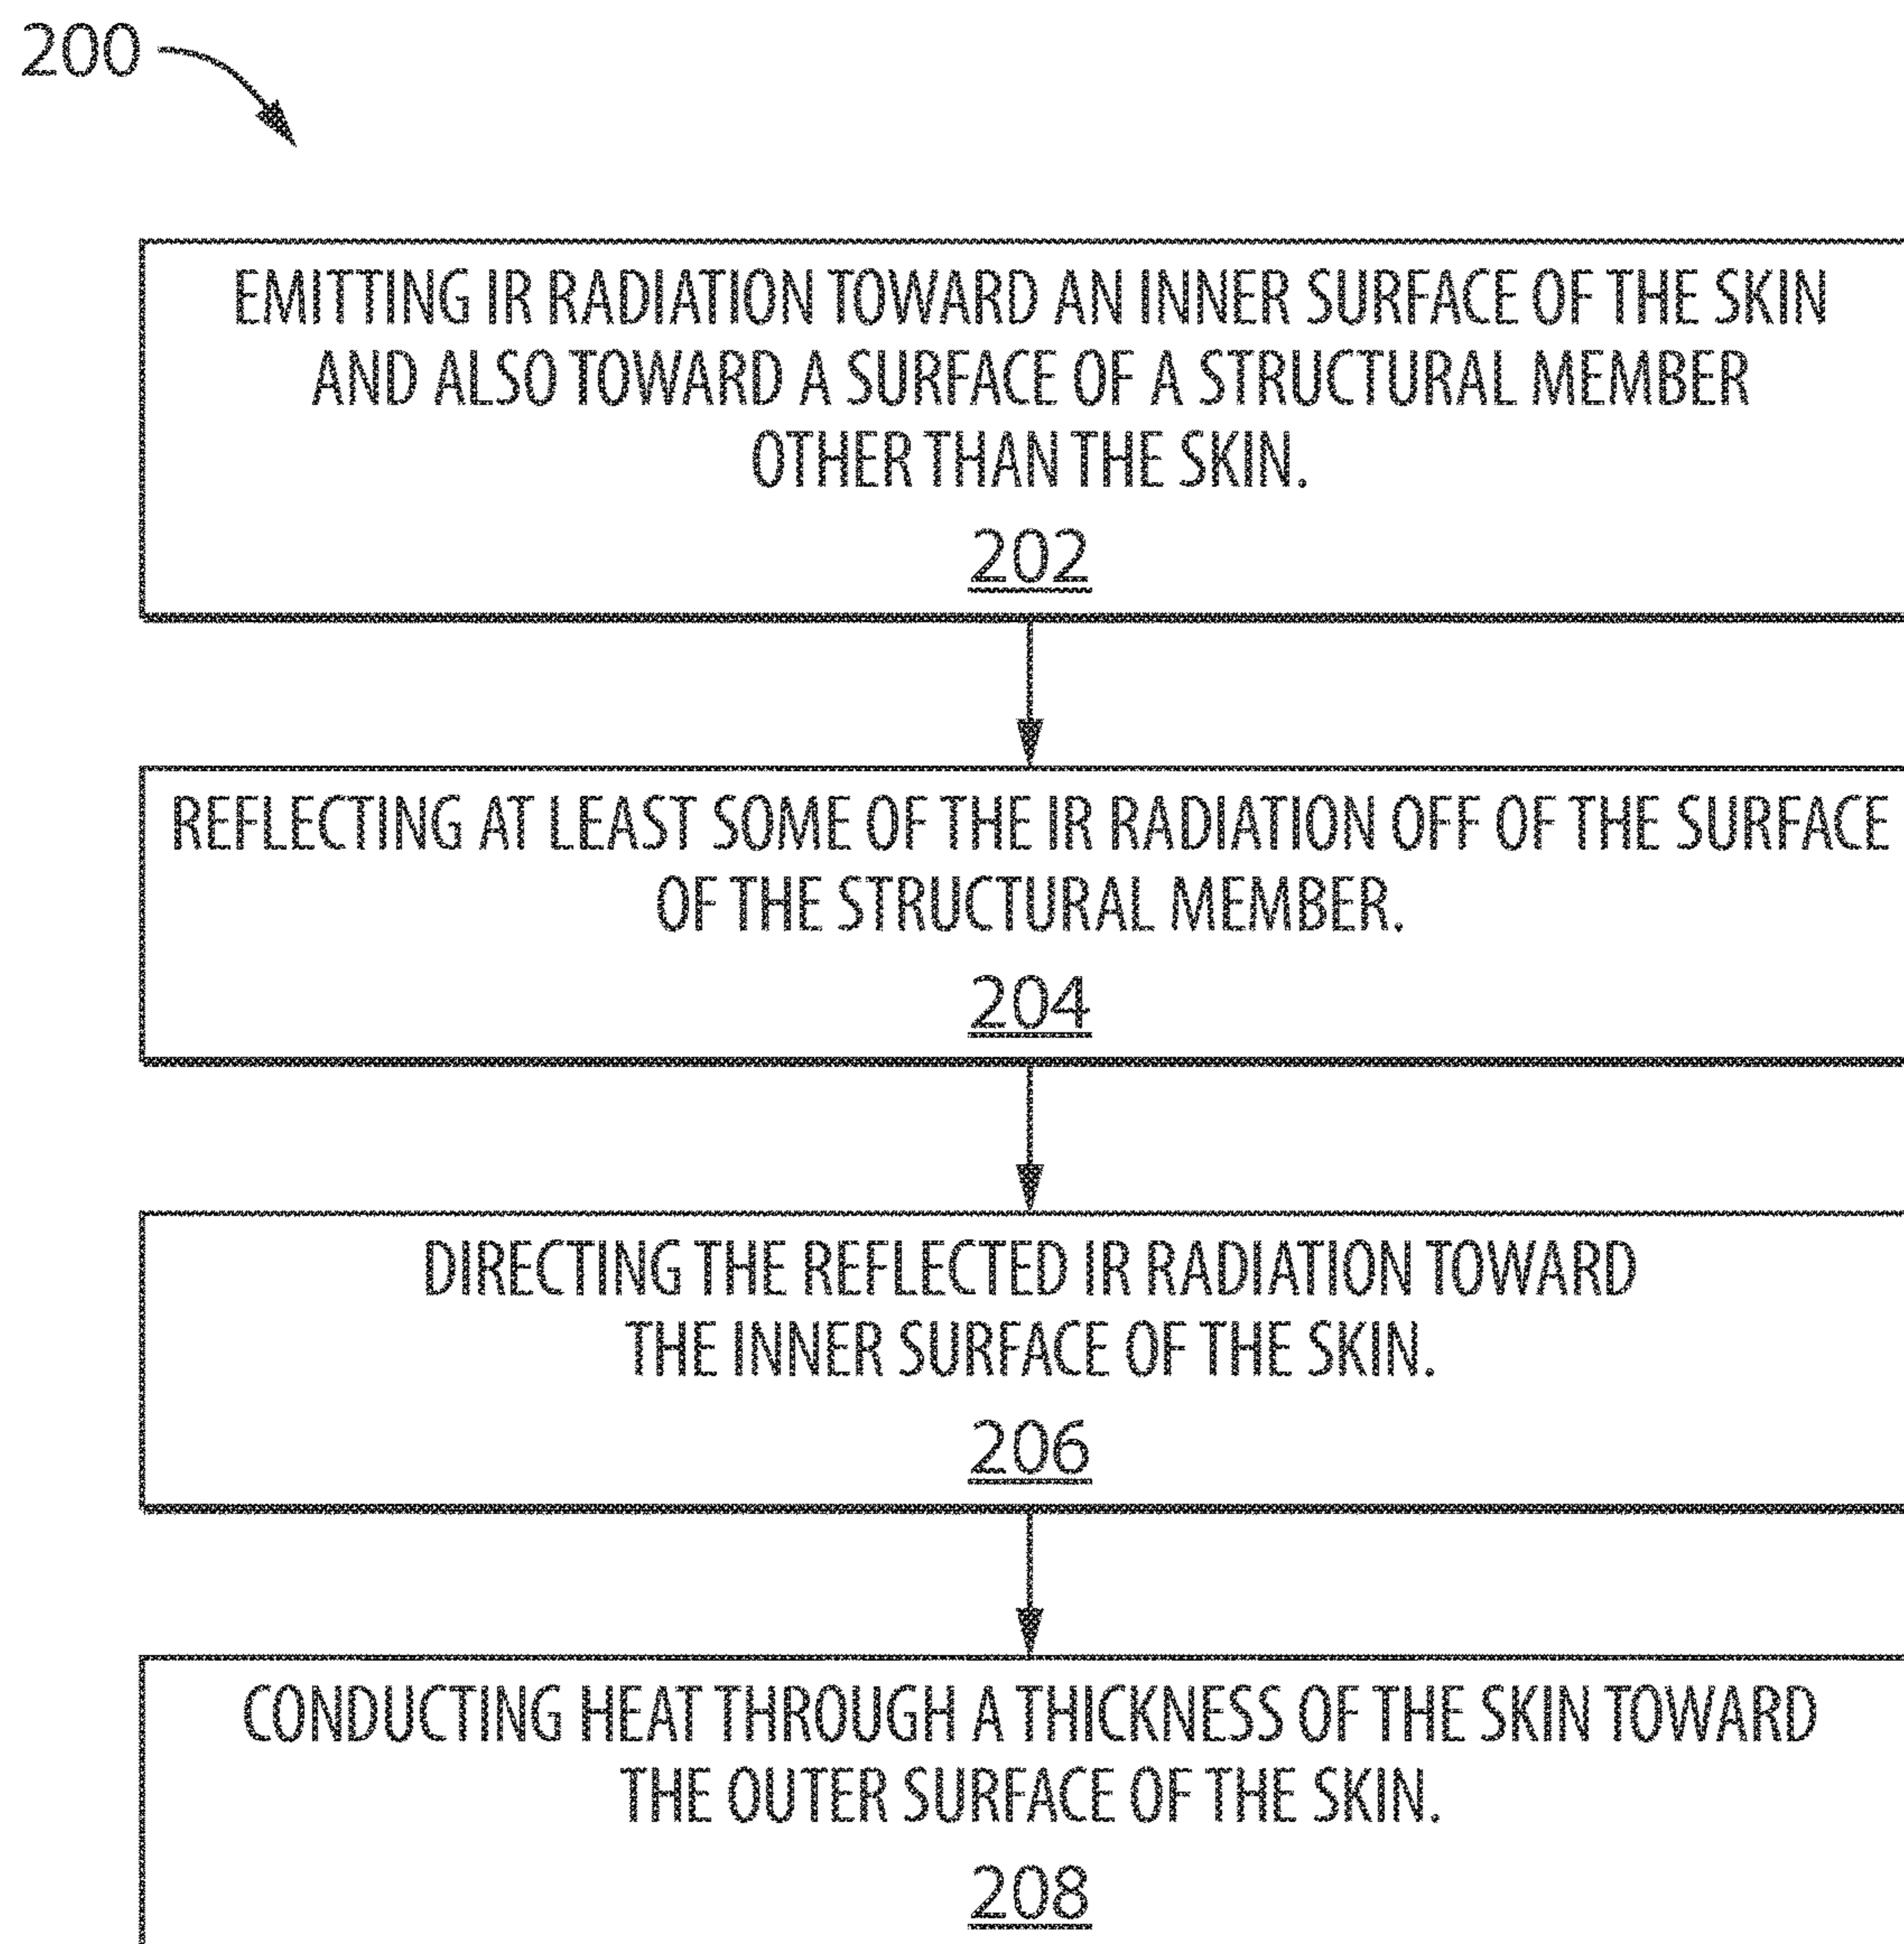 200
EMITTING IR RADIATION TOWARD AN INNER SURFACE OF THE SKIN
AND ALSO TOWARD A SURFACE OF A STRUCTURAL MEMBER
OTHER THAN THE SKIN.
202
REFLECTING AT LEAST SOME OF THE IR RADIATION OFF OF THE SURFACE
OF THE STRUCTURAL MEMBER.
204
DIRECTING THE REFLECTED IR RADIATION TOWARD
THE INNER SURFACE OF THE SKIN.
206
CONDUCTING HEAT THROUGH A THICKNESS OF THE SKIN TOWARD
THE OUTER SURFACE OF THE SKIN.
208